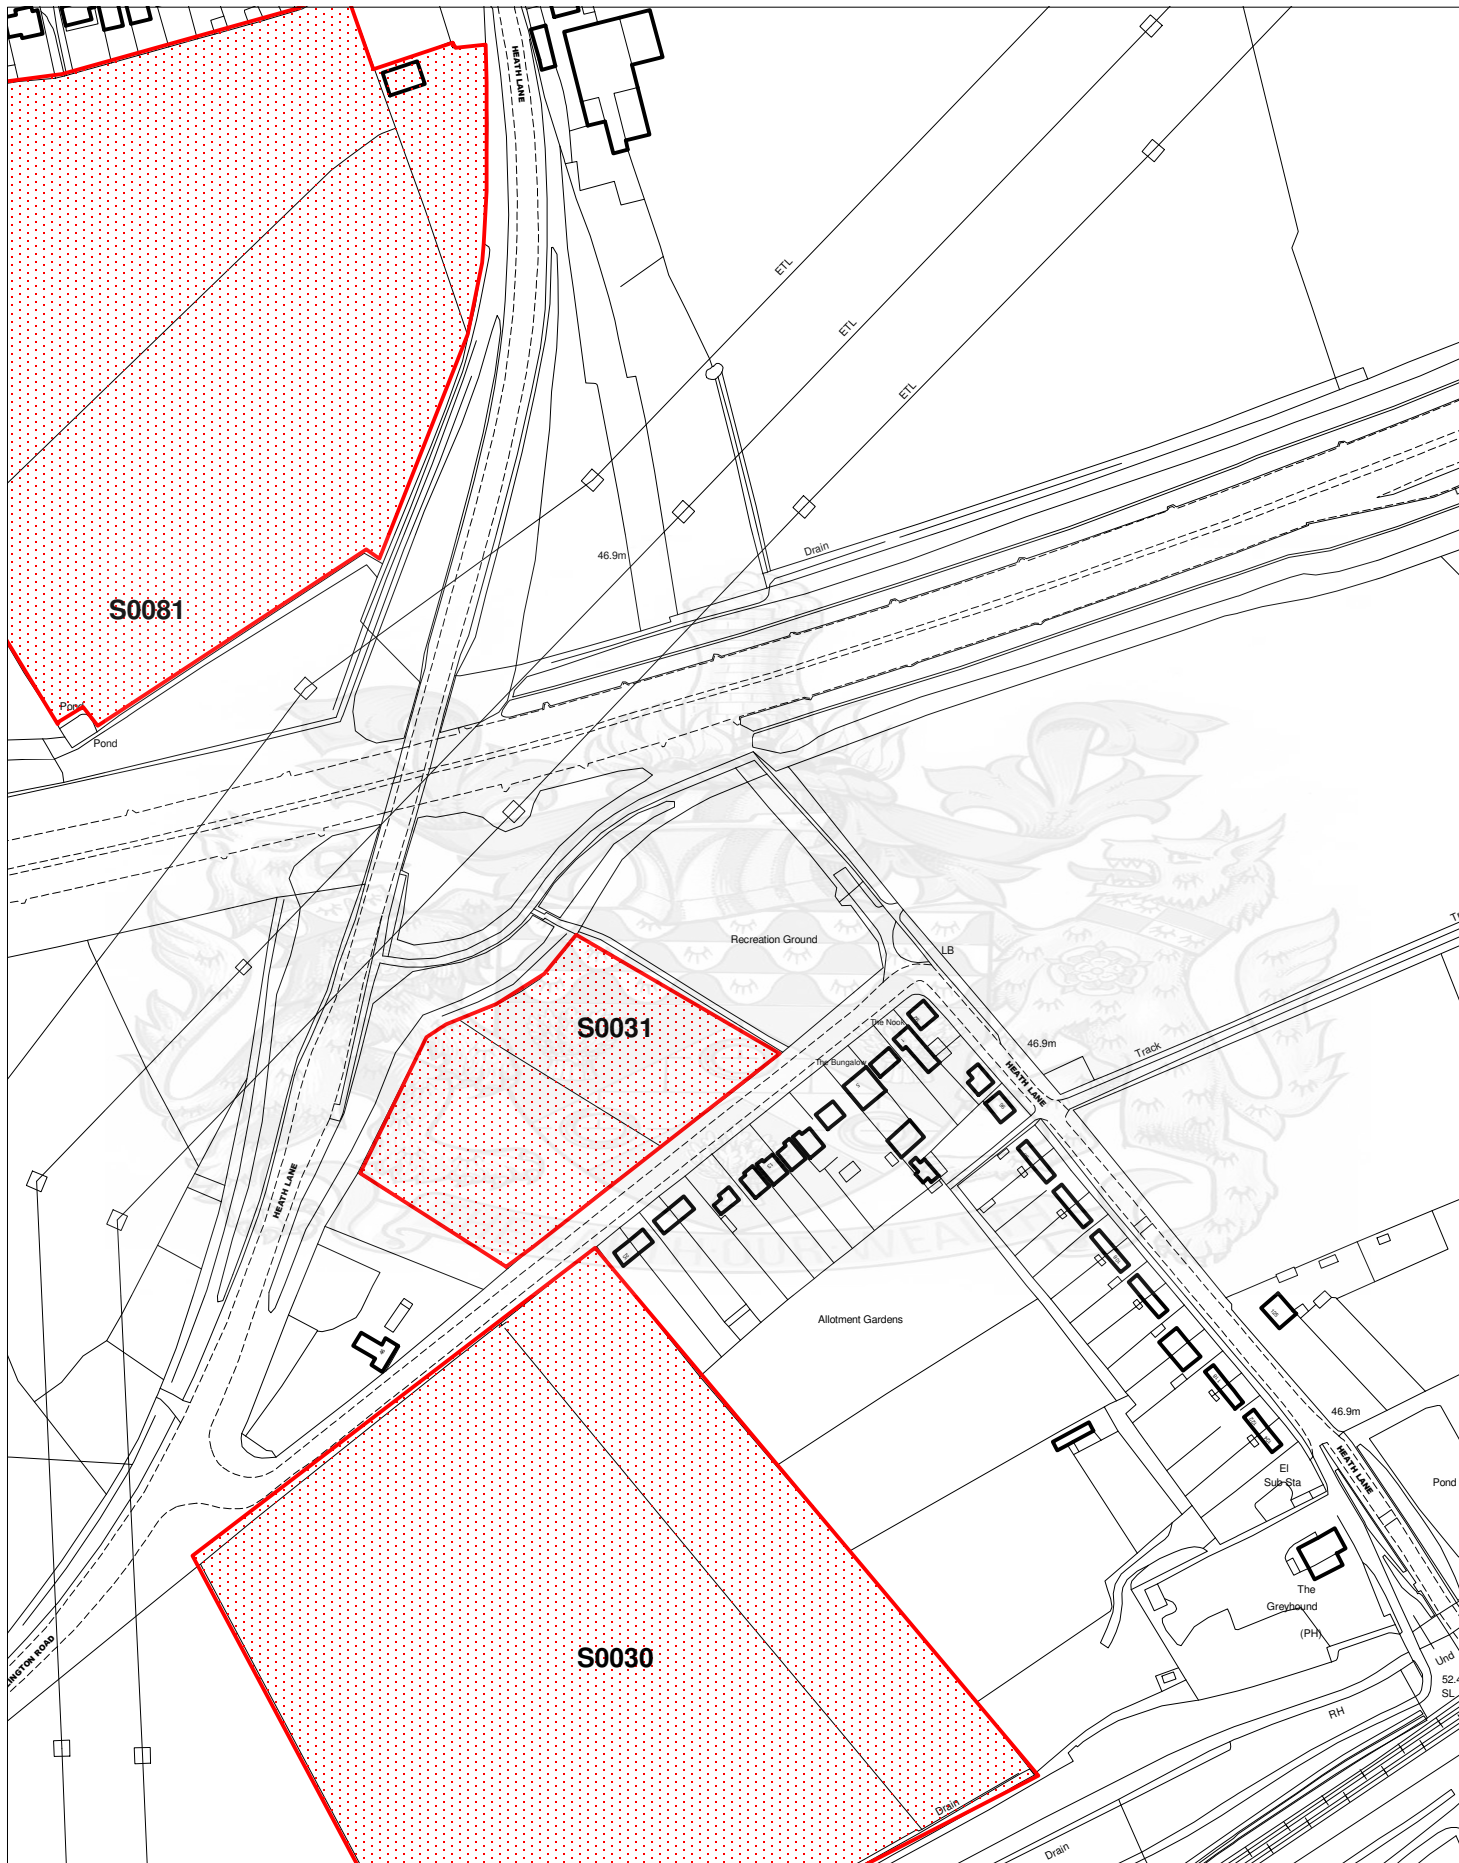 HEATH LANE
ETL
ETL
ETL
Drain
46.9m
S0081
Pond
Pond
Recreation Ground
LB
S0031
The Nook
46.9m
Track
The Bungalow
HEATH LANE
HEATH LANE
Allotment Gardens
46.9m
El
Sub Sta
HEATH LANE
Pond
The
Greyhound
(PH)
S0030
Und
SL
RH
Drain
Drain